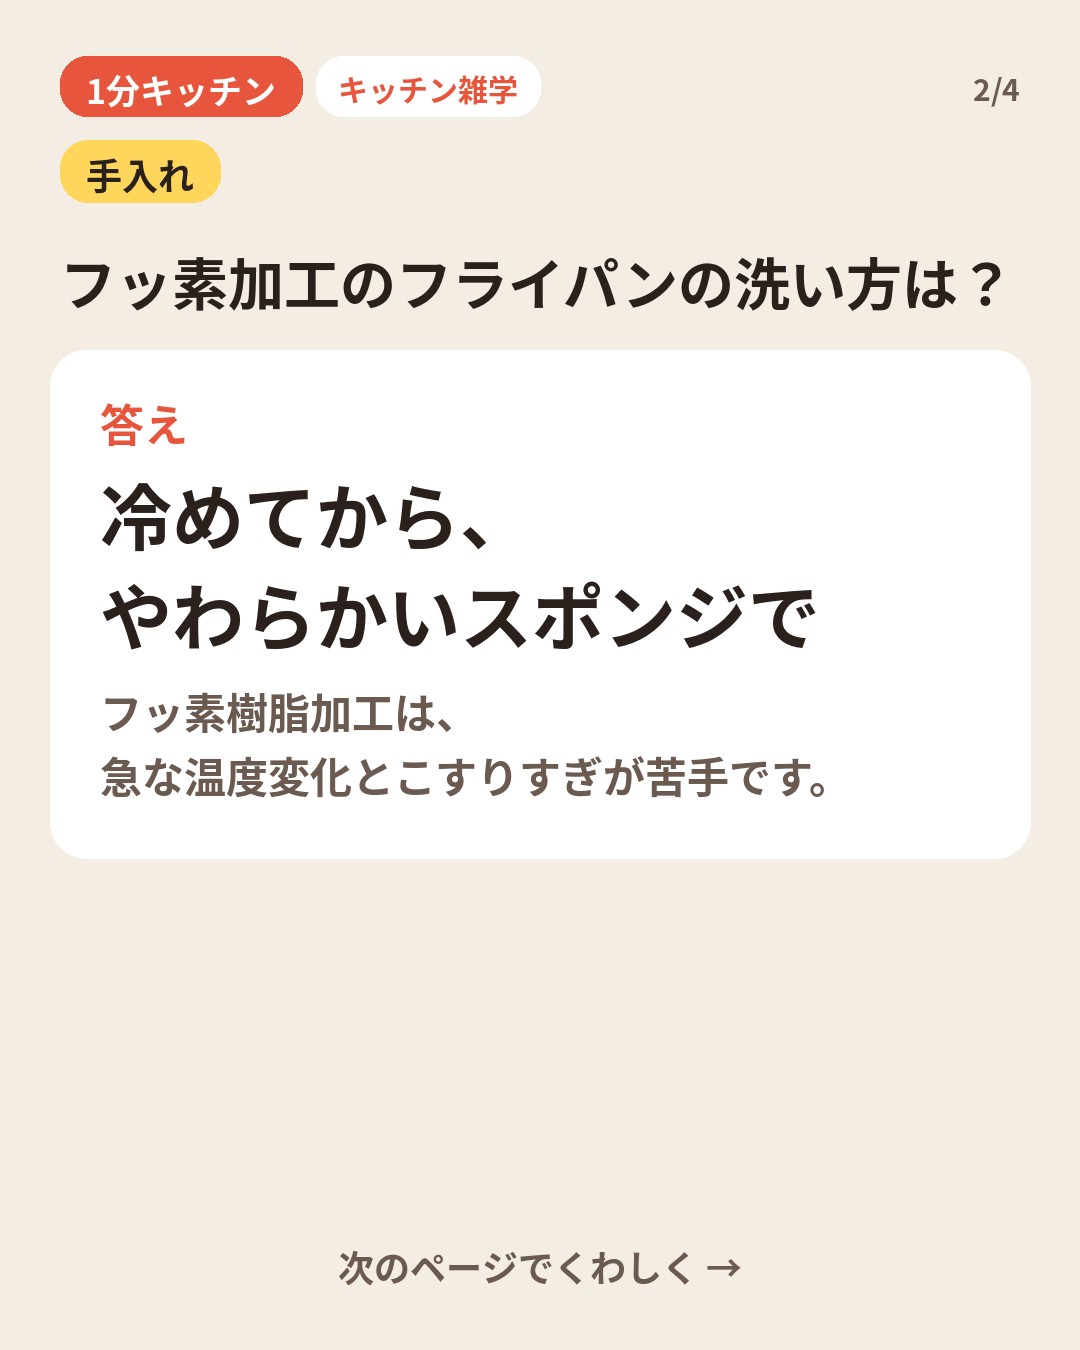 1分キッチン キッチン雑学 2/4
手入れ
フッ素加工のフライパンの洗い方は？
答え
冷めてから、
やわらかいスポンジで
フッ素樹脂加工は、
急な温度変化とこすりすぎが苦手です。
次のページでくわしく →